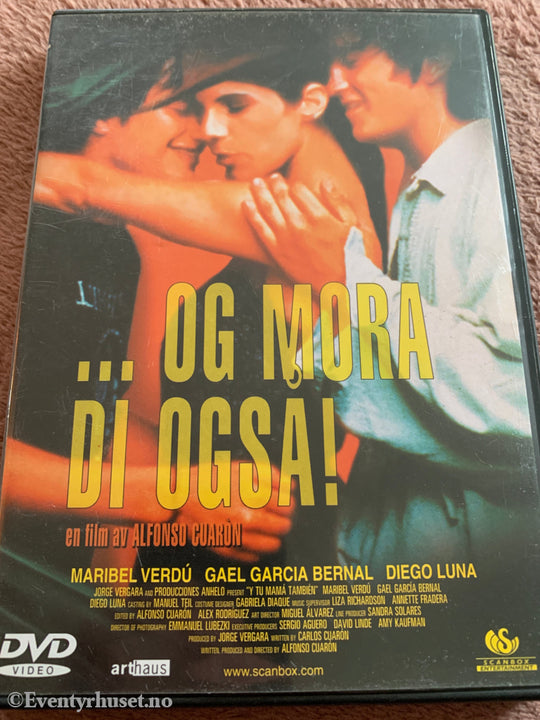 ... OG MORA
DI OGSÅ!
en film av ALFONSO CUARÒN
MARIBEL VERDÚ GAEL GARCIA BERNAL DIEGO LUNA
JORGE VERGARA AND PRODUCCIONES ANHELO PRESENT "Y TU MAMÁ TAMBIÉN" MARIBEL VERDÚ GAEL GARCÍA BERNAL
DIEGO LUNA CASTING BY MANUEL TEIL COSTUME DESIGNER GABRIELA DIAQUE MUSIC SUPERVISOR LIZA RICHARDSON ANNETTE FRADERA
EDITED BY ALFONSO CUARÓN ALEX RODRÍGUEZ ART DIRECTOR MIGUEL ÁLVAREZ LINE PRODUCER SANDRA SOLARES
DIRECTOR OF PHOTOGRAPHY EMMANUEL LUBEZKI EXECUTIVE PRODUCERS SERGIO AGUERO DAVID LINDE AMY KAUFMAN
PRODUCED BY JORGE VERGARA WRITTEN BY CARLOS CUARÓN
WRITTEN, PRODUCED AND DIRECTED BY ALFONSO CUARÓN
DVD
VIDEO
arthaus
www.scanbox.com
SCANBOX
ENTERTAINMENT
© Eventyrhuset.no